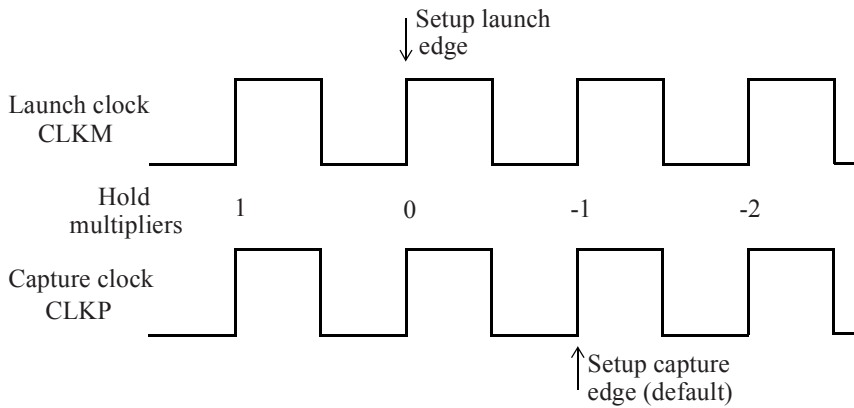 Setup launch
edge
Launch clock
CLKM
Hold
multipliers
1 0 -1 -2
Capture clock
CLKP
Setup capture
edge (default)